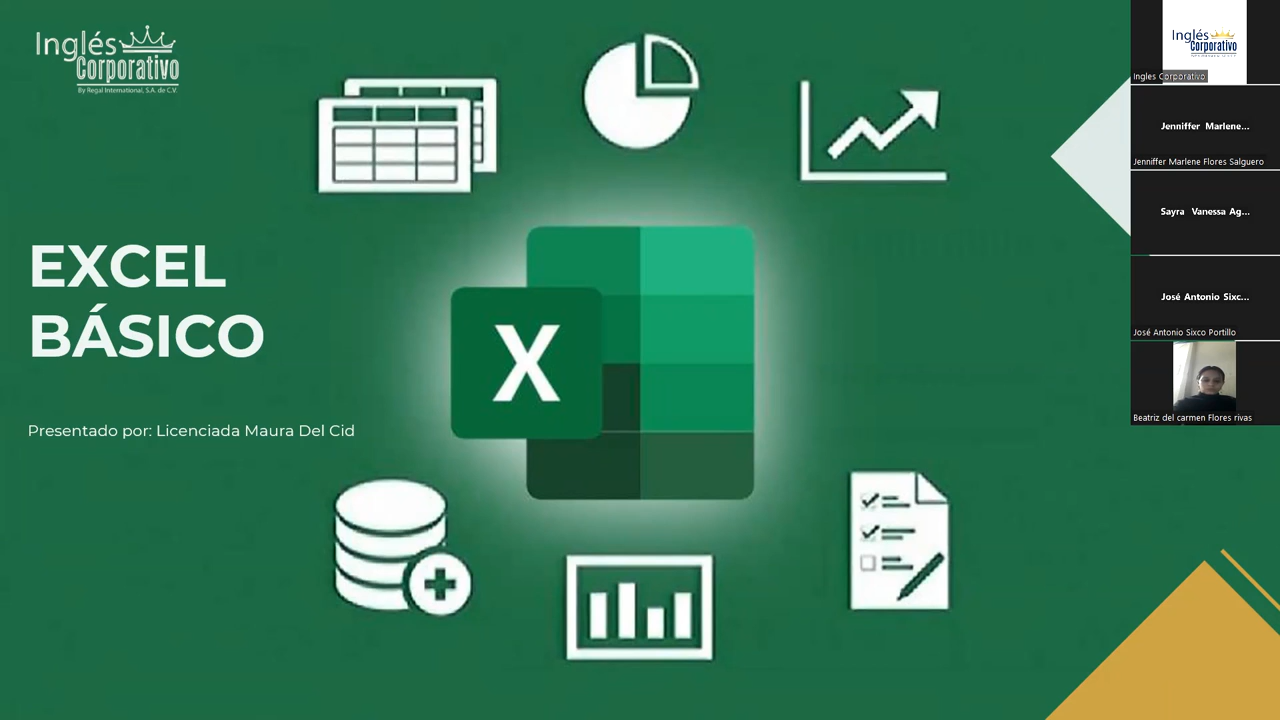 Inglés
Corporativo
By Regal International, S.A. de C.V.
EXCEL
BÁSICO
Presentado por: Licenciada Maura Del Cid
X
Inglés
Corporativo
Ingles Corporativo
Jenniffer Marlene...
Jenniffer Marlene Flores Salguero
Sayra Vanessa Ag...
José Antonio Sixc...
José Antonio Sixco Portillo
Beatriz del carmen Flores rivas